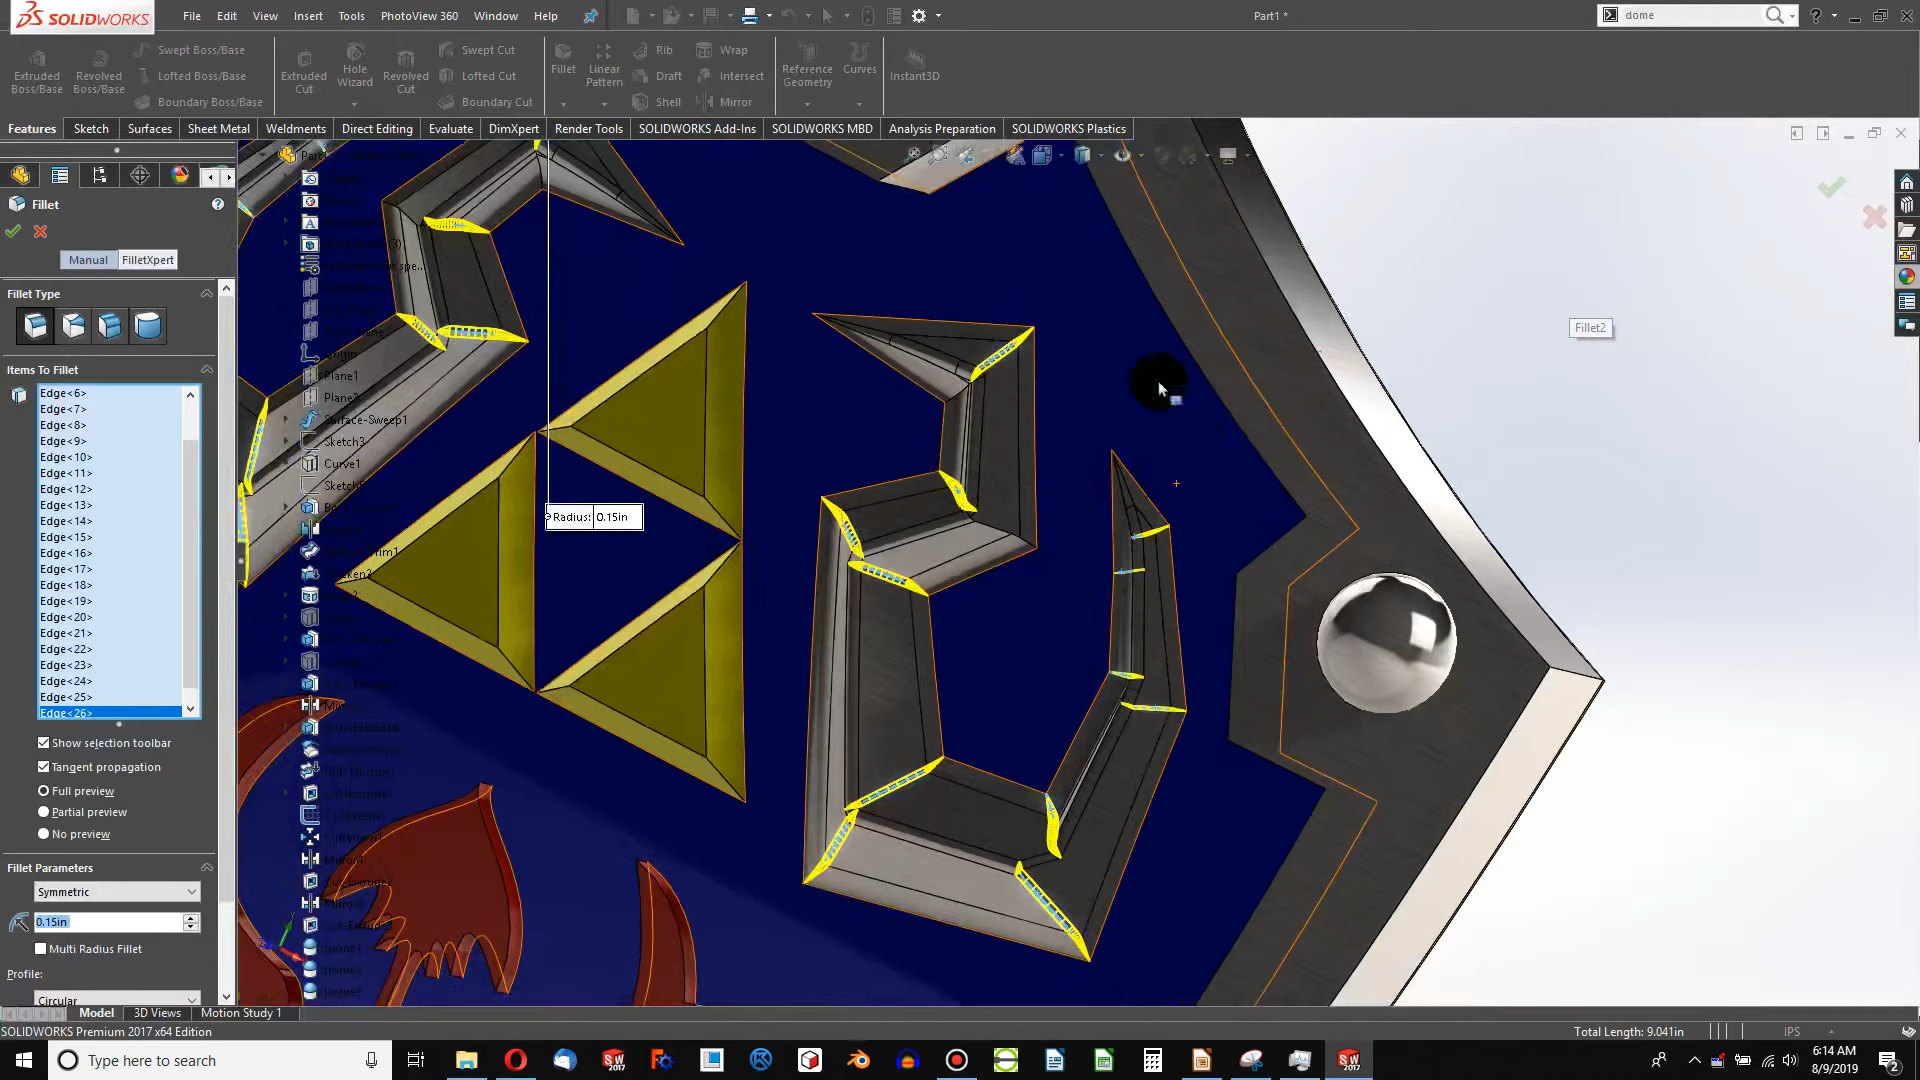 SOLIDWORKS
File Edit View Insert Tools PhotoView 360 Window Help
Part1 *
dome
Extruded Boss/Base
Revolved Boss/Base
Swept Boss/Base
Lofted Boss/Base
Boundary Boss/Base
Extruded Cut
Hole Wizard
Revolved Cut
Swept Cut
Lofted Cut
Boundary Cut
Fillet
Linear Pattern
Rib
Draft
Shell
Wrap
Intersect
Mirror
Reference Geometry
Curves
Instant3D
Features Sketch Surfaces Sheet Metal Weldments Direct Editing Evaluate DimXpert Render Tools SOLIDWORKS Add-Ins SOLIDWORKS MBD Analysis Preparation SOLIDWORKS Plastics
Fillet
Manual FilletXpert
Fillet Type
Items To Fillet
Edge<6>
Edge<7>
Edge<8>
Edge<9>
Edge<10>
Edge<11>
Edge<12>
Edge<13>
Edge<14>
Edge<15>
Edge<16>
Edge<17>
Edge<18>
Edge<19>
Edge<20>
Edge<21>
Edge<22>
Edge<23>
Edge<24>
Edge<25>
Edge<26>
Show selection toolbar
Tangent propagation
Full preview
Partial preview
No preview
Fillet Parameters
Symmetric
0.15in
Multi Radius Fillet
Profile:
Circular
Origin
Plane1
Surface-Sweep1
Sketch3
Curve1
Radius: 0.15in
Fillet2
Model 3D Views Motion Study 1
SOLIDWORKS Premium 2017 x64 Edition
Total Length: 9.041in
IPS
Type here to search
6:14 AM
8/9/2019
2